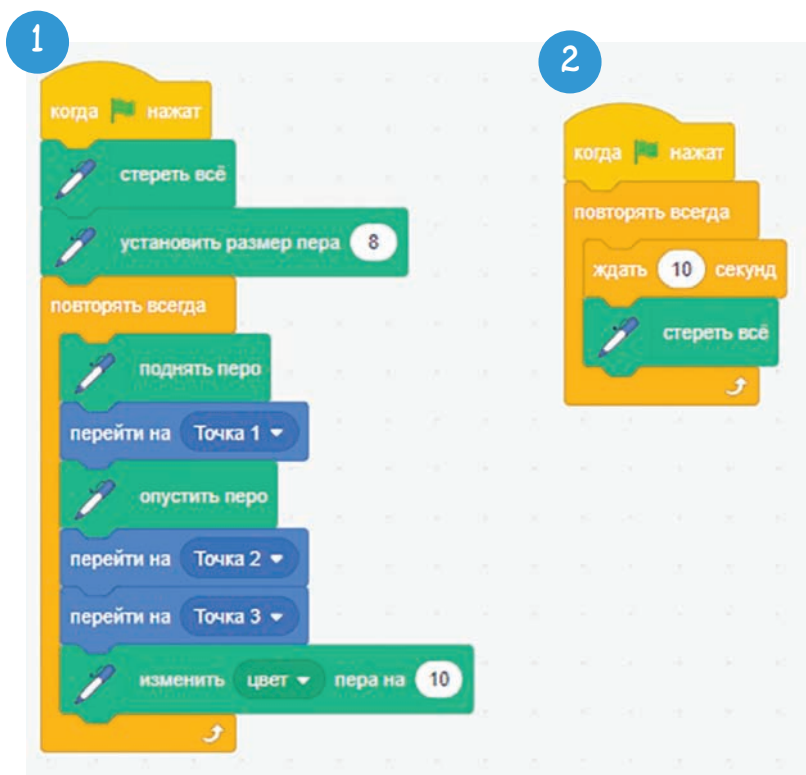 1
когда нажат
стереть всё
установить размер пера 8
повторять всегда
поднять перо
перейти на Точка 1
опустить перо
перейти на Точка 2
перейти на Точка 3
изменить цвет пера на 10
2
когда нажат
повторять всегда
ждать 10 секунд
стереть всё